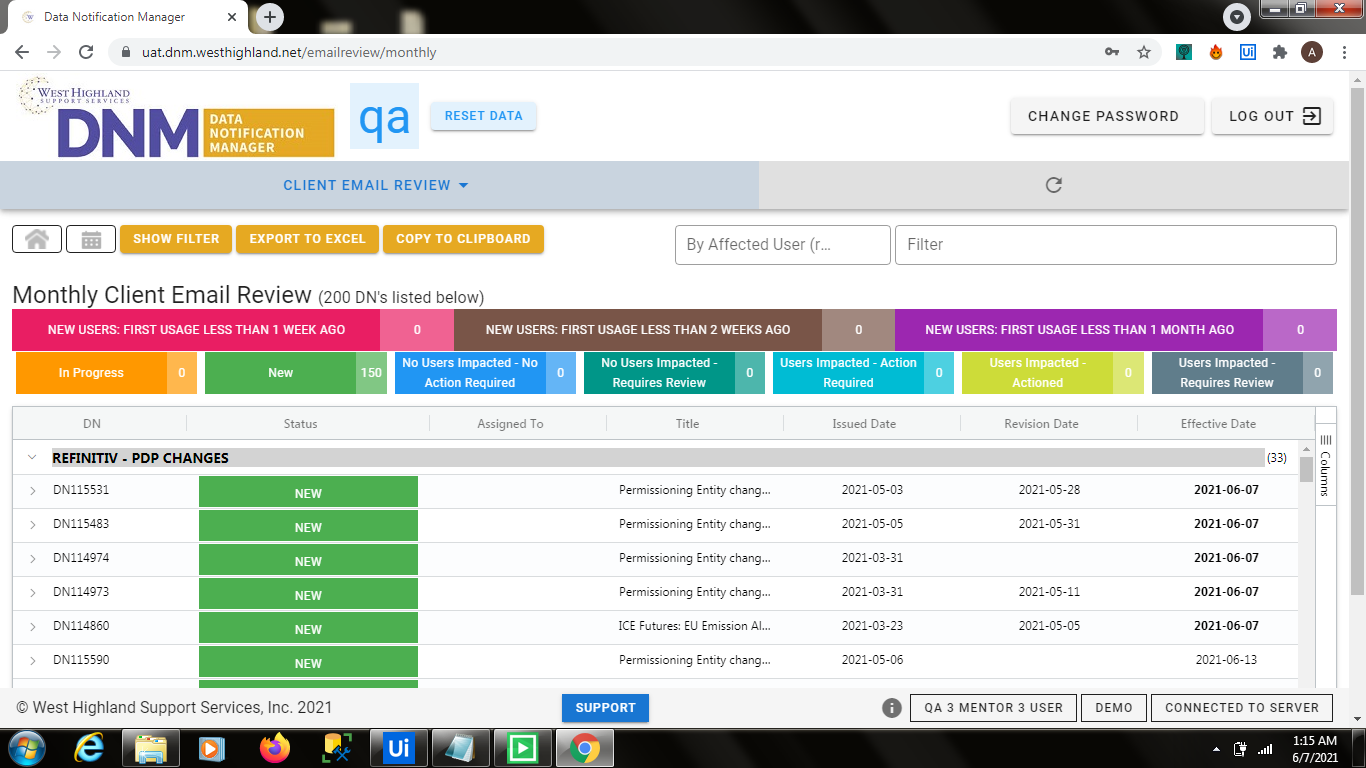 Data Notification Manager
uat.dnm.westhighland.net/emailreview/monthly
A
WEST HIGHLAND
SUPPORT SERVICES
DNM
DATA
NOTIFICATION
MANAGER
qa
RESET DATA
CHANGE PASSWORD
LOG OUT
CLIENT EMAIL REVIEW
SHOW FILTER
EXPORT TO EXCEL
COPY TO CLIPBOARD
By Affected User (r...
Filter
Monthly Client Email Review (200 DN's listed below)
NEW USERS: FIRST USAGE LESS THAN 1 WEEK AGO 0
NEW USERS: FIRST USAGE LESS THAN 2 WEEKS AGO 0
NEW USERS: FIRST USAGE LESS THAN 1 MONTH AGO 0
In Progress 0
New 150
No Users Impacted - No
Action Required 0
No Users Impacted -
Requires Review 0
Users Impacted - Action
Required 0
Users Impacted -
Actioned 0
Users Impacted -
Requires Review 0
DN Status Assigned To Title Issued Date Revision Date Effective Date
Columns
REFINITIV - PDP CHANGES (33)
DN115531 NEW Permissioning Entity chang... 2021-05-03 2021-05-28 2021-06-07
DN115483 NEW Permissioning Entity chang... 2021-05-05 2021-05-31 2021-06-07
DN114974 NEW Permissioning Entity chang... 2021-03-31 2021-06-07
DN114973 NEW Permissioning Entity chang... 2021-03-31 2021-05-11 2021-06-07
DN114860 NEW ICE Futures: EU Emission Al... 2021-03-23 2021-05-05 2021-06-07
DN115590 NEW Permissioning Entity chang... 2021-05-06 2021-06-13
© West Highland Support Services, Inc. 2021
SUPPORT
QA 3 MENTOR 3 USER
DEMO
CONNECTED TO SERVER
Ui
1:15 AM
6/7/2021